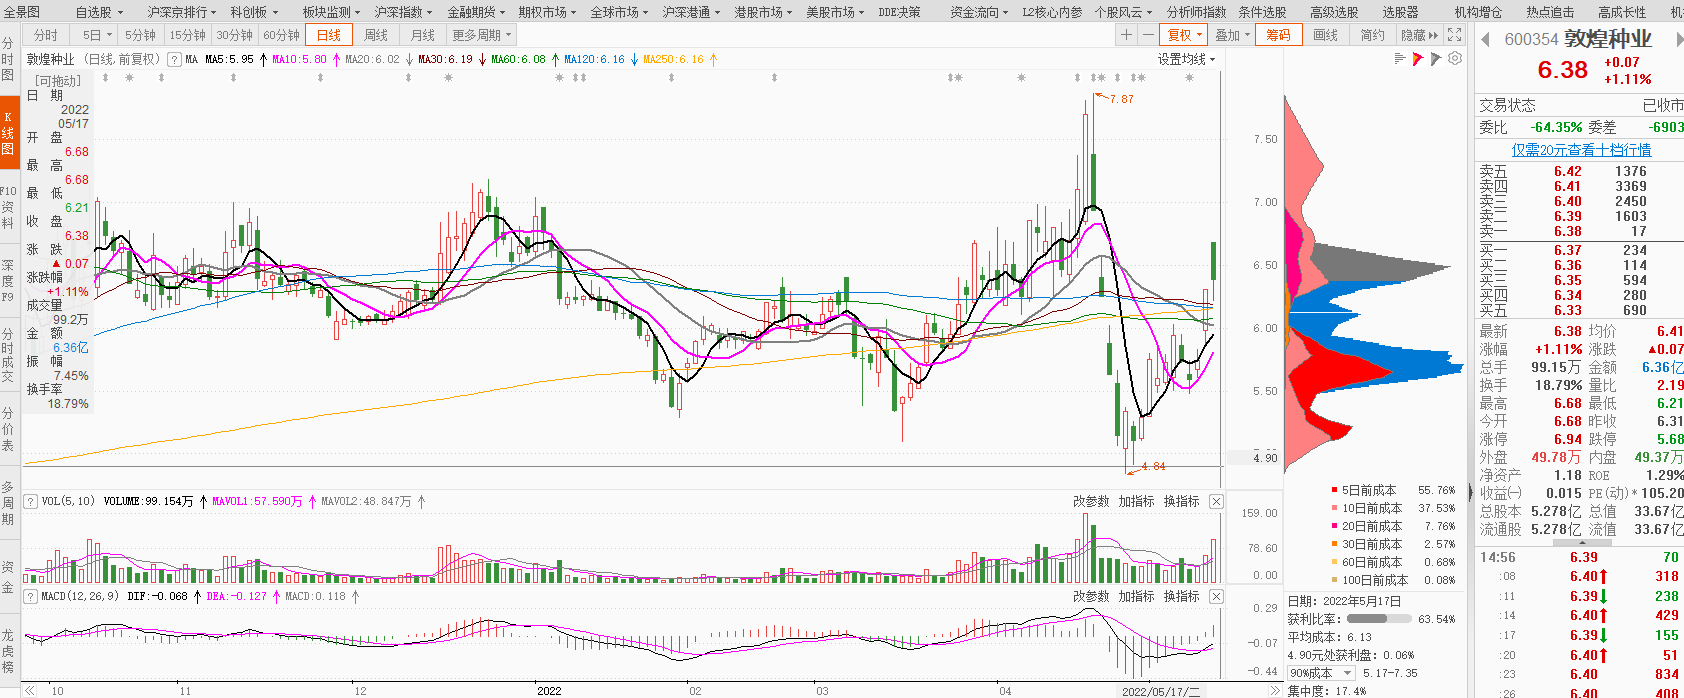 全景图 自选股 沪深京排行 科创板 板块监测 沪深指数 金融期货 期权市场 全球市场 沪深港通 港股市场 美股市场 DDE决策 资金流向 L2核心内参 个股风云 分析师指数 条件选股 高级选股 选股器 机构增仓 热点追击 高成长性
分时 5日 5分钟 15分钟 30分钟 60分钟 日线 周线 月线 更多周期 复权 叠加 筹码 画线 简约 隐藏
敦煌种业 (日线,前复权) ? MA MA5:5.95 MA10:5.80 MA20:6.02 MA30:6.19 MA60:6.08 MA120:6.16 MA250:6.16 设置均线
分时图
K线图
F10资料
深度F9
分时成交
分价表
多周期
资金
龙虎榜
[可拖动]
日 期
2022
05/17
开 盘
6.68
最 高
6.68
最 低
6.21
收 盘
6.38
涨 跌
▲ 0.07
涨跌幅
+1.11%
成交量
99.2万
金 额
6.36亿
振 幅
7.45%
换手率
18.79%
7.87
4.84
7.50
7.00
6.50
6.00
5.50
4.90
? VOL(5,10) VOLUME:99.154万 MAVOL1:57.590万 MAVOL2:48.847万 改参数 加指标 换指标
159.00
78.60
0.00
? MACD(12,26,9) DIF:-0.068 DEA:-0.127 MACD:0.118 改参数 加指标 换指标
0.29
-0.07
-0.44
10 11 12 2022 02 03 04 2022/05/17/二
5日前成本 55.76%
10日前成本 37.53%
20日前成本 7.76%
30日前成本 2.57%
60日前成本 0.68%
100日前成本 0.08%
日期: 2022年5月17日
获利比率: 63.54%
平均成本: 6.13
4.90元处获利盘: 0.06%
90%成本 5.17-7.35
集中度: 17.4%
600354 敦煌种业
6.38 +0.07
+1.11%
交易状态 已收市
委比 -64.35% 委差 -6903
仅需20元查看十档行情
卖五 6.42 1376
卖四 6.41 3369
卖三 6.40 2450
卖二 6.39 1603
卖一 6.38 17
买一 6.37 234
买二 6.36 114
买三 6.35 594
买四 6.34 280
买五 6.33 690
最新 6.38 均价 6.41
涨幅 +1.11% 涨跌 ▲0.07
总手 99.15万 金额 6.36亿
换手 18.79% 量比 2.19
最高 6.68 最低 6.21
今开 6.68 昨收 6.31
涨停 6.94 跌停 5.68
外盘 49.78万 内盘 49.37万
净资产 1.18 ROE 1.29%
收益(一) 0.015 PE(动)* 105.20
总股本 5.278亿 总值 33.67亿
流通股 5.278亿 流值 33.67亿
14:56 6.39 70
:08 6.40↑ 318
:11 6.39↓ 238
:14 6.40↑ 429
:17 6.39↓ 155
:20 6.40↑ 51
:23 6.40 834
:26 6.40 408